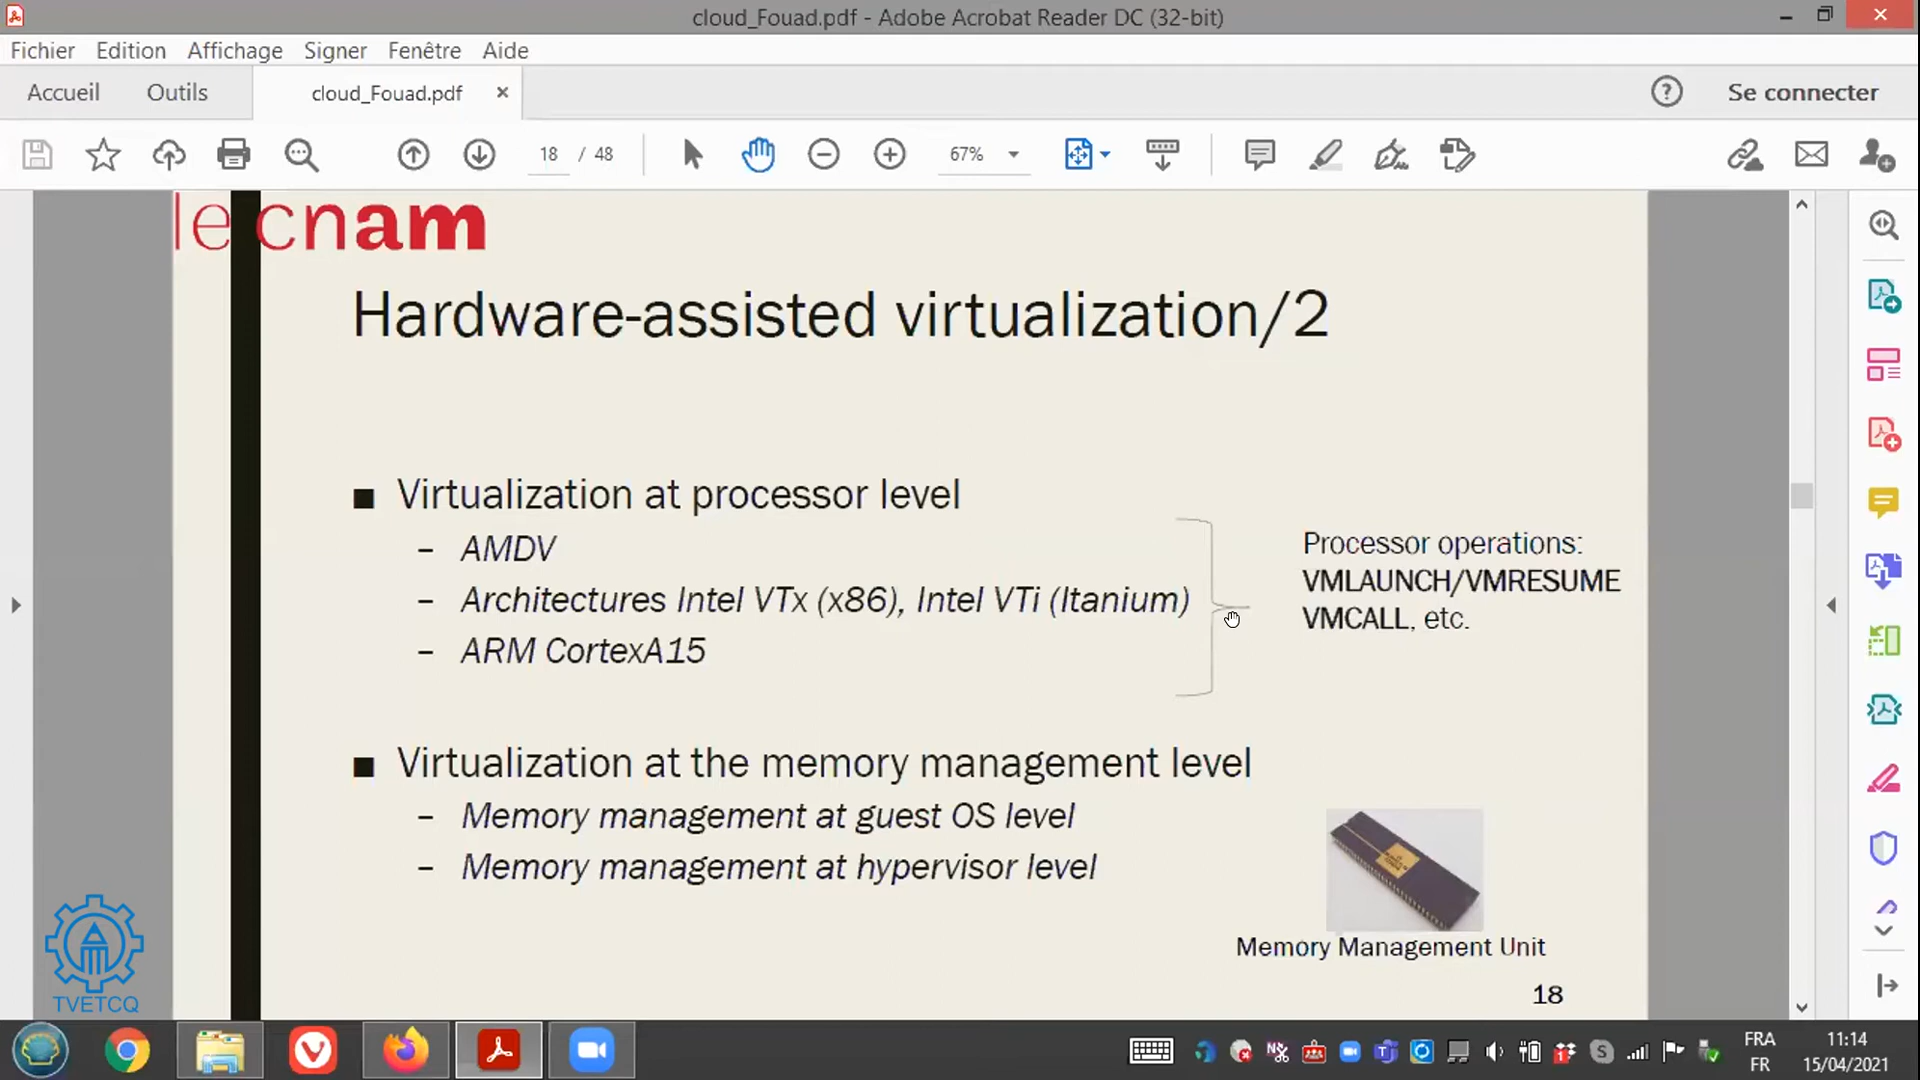 cloud_Fouad.pdf - Adobe Acrobat Reader DC (32-bit)
Fichier Edition Affichage Signer Fenêtre Aide
Accueil Outils cloud_Fouad.pdf × Se connecter
18 / 48 67%
le cnam
Hardware-assisted virtualization/2
■ Virtualization at processor level
– AMDV
– Architectures Intel VTx (x86), Intel VTi (Itanium)
– ARM CortexA15
Processor operations:
VMLAUNCH/VMRESUME
VMCALL, etc.
■ Virtualization at the memory management level
– Memory management at guest OS level
– Memory management at hypervisor level
Memory Management Unit
18
TVETCQ
FRA
FR
11:14
15/04/2021